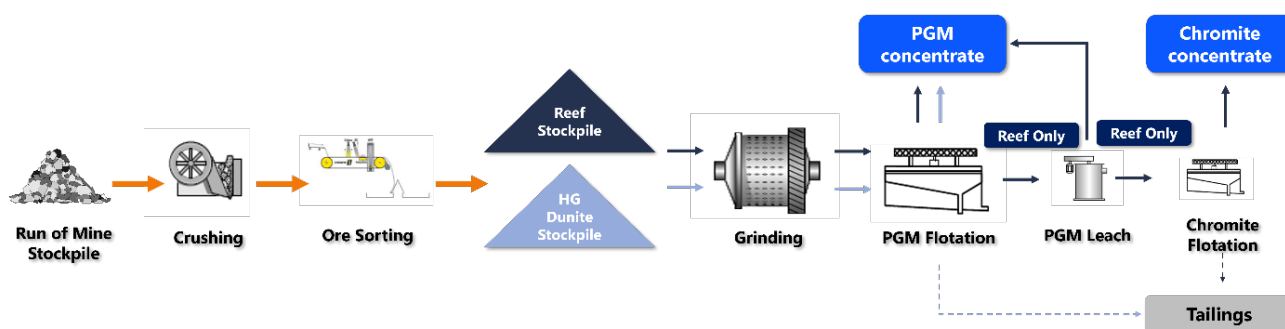 PGM
concentrate
Chromite
concentrate
Reef
Stockpile
Reef Only
Reef Only
HG
Dunite
Stockpile
Run of Mine
Stockpile
Crushing
Ore Sorting
Grinding
PGM Flotation
PGM Leach
Chromite
Flotation
Tailings